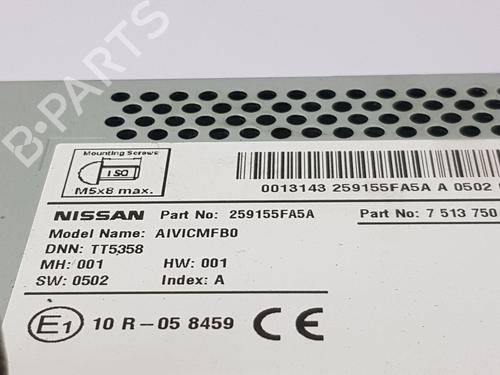 B-PARTS
Mounting Screws
ISO
M5x8 max.
0013143 259155FA5A A 0502
NISSAN Part No: 259155FA5A Part No: 7 513 750
Model Name: AIVICMFB0
DNN: TT5358
MH: 001 HW: 001
SW: 0502 Index: A
E1 10 R-05 8459 CE